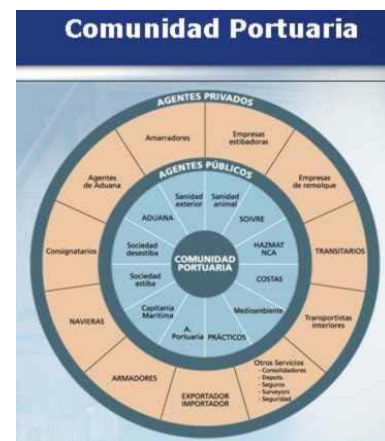 Comunidad Portuaria
AGENTES PRIVADOS
Amarradores
Empresas
estibadoras
Agentes
de Aduana
Empresas
de remolque
AGENTES PÚBLICOS
Sanidad
exterior
Sanidad
animal
ADUANA
SOIVRE
Consignatarios
Sociedad
desestiba
HAZMAT
NCA
TRANSITARIOS
COMUNIDAD
PORTUARIA
Sociedad
estiba
COSTAS
NAVIERAS
Capitanía
Marítima
Medioambiente
Transportistas
interiores
A.
Portuaria
PRÁCTICOS
ARMADORES
EXPORTADOR
IMPORTADOR
Otros Servicios
- Consolidadores
- Depots.
- Seguros
- Surveyors
- Seguridad